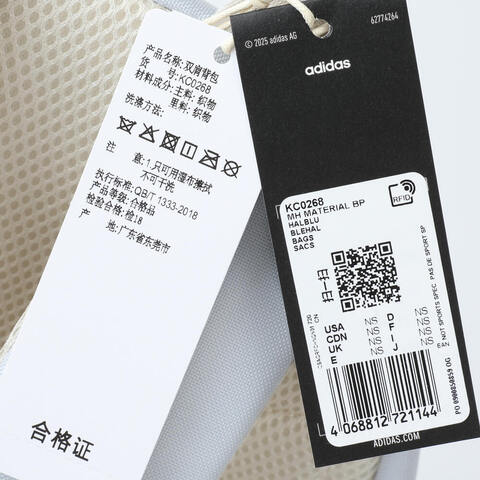 产品名称: 双肩背包
货 号: KC0268
材料成分: 主料: 织物
里料: 织物
洗涤方法:
注 意: 1.只可用湿布擦拭
不可干洗
执行标准: QB/T 1333-2018
产品等级: 合格品
检验合格: 检18
产 地: 广东省东莞市
合格证
© 2025 adidas AG
62774264
adidas
KC0268
MH MATERIAL BP
HALBLU
BLEHAL
BAGS
SACS
RFID
USA NS D NS
CDN NS F NS
UK NS I NS
E NS J NS
NOT SPORTS SPEC PAS DE SPORT SP
PO 0900850859 OG
4 068812 721144
ADIDAS.COM